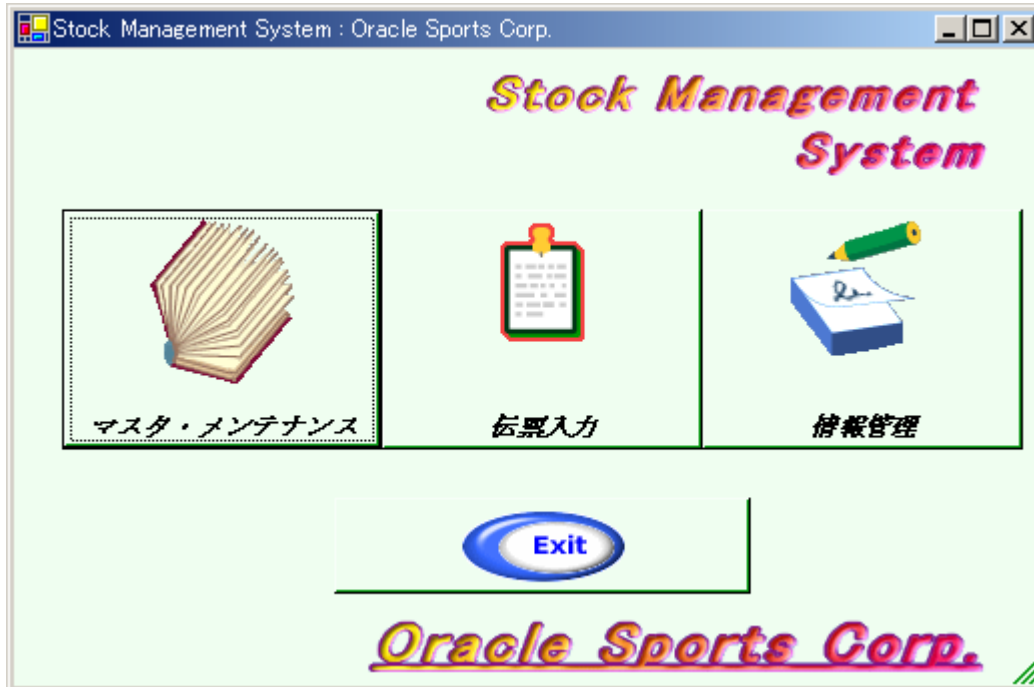 Stock Management System : Oracle Sports Corp.
Stock Management
System
マスタ・メンテナンス
伝票入力
情報管理
Exit
Oracle Sports Corp.